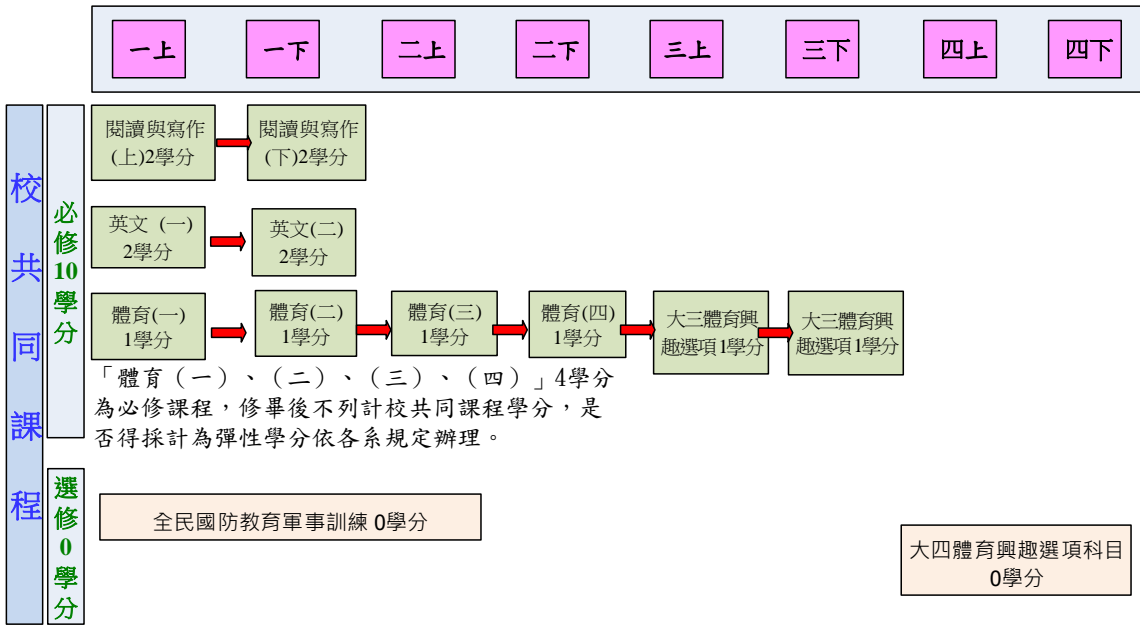 一上 一下 二上 二下 三上 三下 四上 四下
校共同課程
必修10學分
閱讀與寫作
(上)2學分
閱讀與寫作
(下)2學分
英文 (一)
2學分
英文(二)
2學分
體育(一)
1學分
體育(二)
1學分
體育(三)
1學分
體育(四)
1學分
大三體育興
趣選項1學分
大三體育興
趣選項1學分
「體育（一）、（二）、（三）、（四）」4學分
為必修課程，修畢後不列計校共同課程學分，是
否得採計為彈性學分依各系規定辦理。
選修0學分
全民國防教育軍事訓練 0學分
大四體育興趣選項科目
0學分